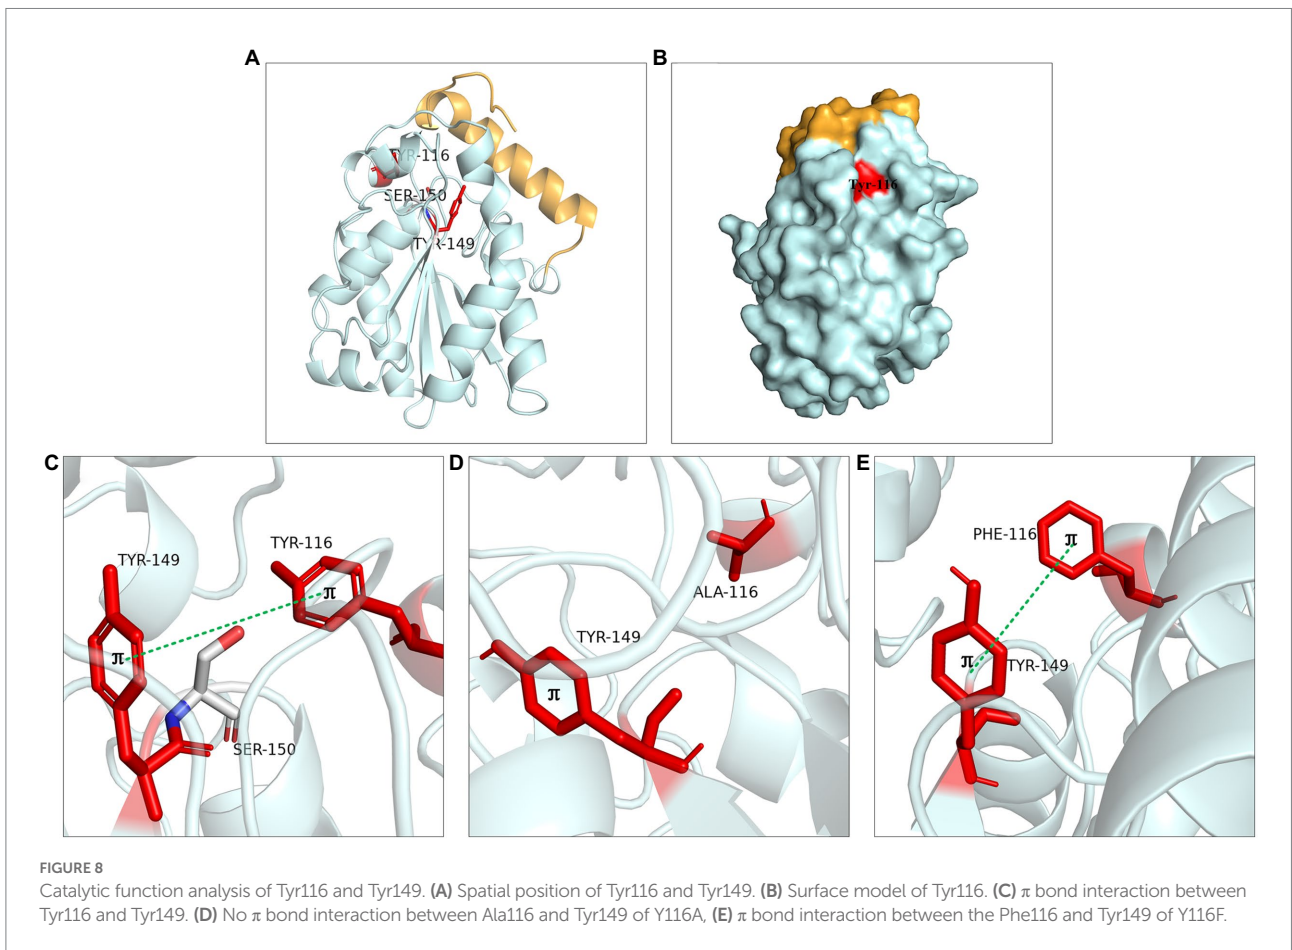 A
B
TYR-116
SER-150
TYR-149
Tyr-116
C
D
E
TYR-149
TYR-116
π
π
SER-150
ALA-116
TYR-149
π
PHE-116
π
π
TYR-149
FIGURE 8
Catalytic function analysis of Tyr116 and Tyr149. (A) Spatial position of Tyr116 and Tyr149. (B) Surface model of Tyr116. (C) π bond interaction between
Tyr116 and Tyr149. (D) No π bond interaction between Ala116 and Tyr149 of Y116A, (E) π bond interaction between the Phe116 and Tyr149 of Y116F.